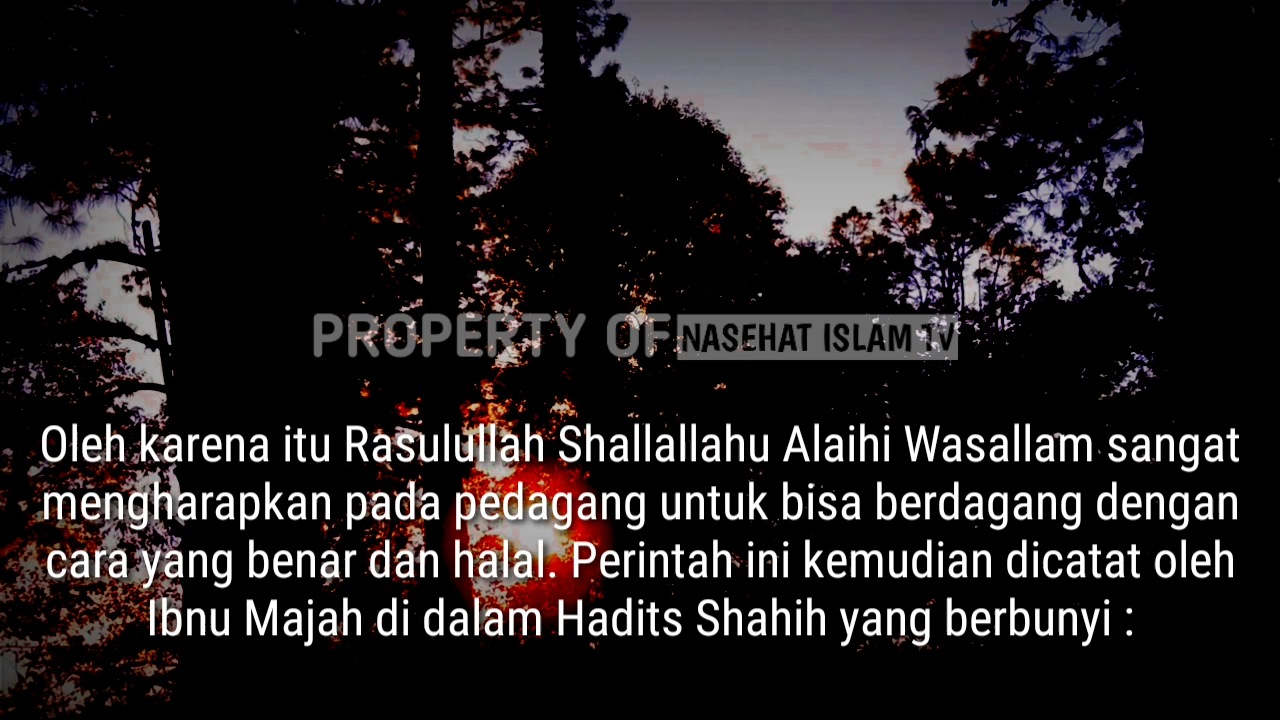 PROPERTY OF NASEHAT ISLAM TV
Oleh karena itu Rasulullah Shallallahu Alaihi Wasallam sangat
mengharapkan pada pedagang untuk bisa berdagang dengan
cara yang benar dan halal. Perintah ini kemudian dicatat oleh
Ibnu Majah di dalam Hadits Shahih yang berbunyi :